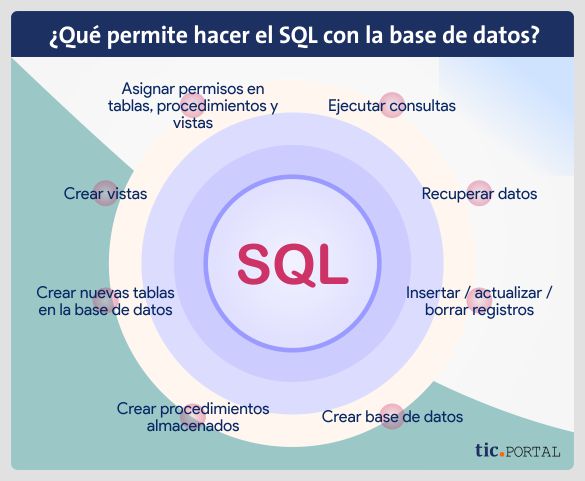 ¿Qué permite hacer el SQL con la base de datos?
Asignar permisos en
tablas, procedimientos y
vistas
Ejecutar consultas
Crear vistas
Recuperar datos
SQL
Crear nuevas tablas
en la base de datos
Insertar / actualizar /
borrar registros
Crear procedimientos
almacenados
Crear base de datos
tic.PORTAL